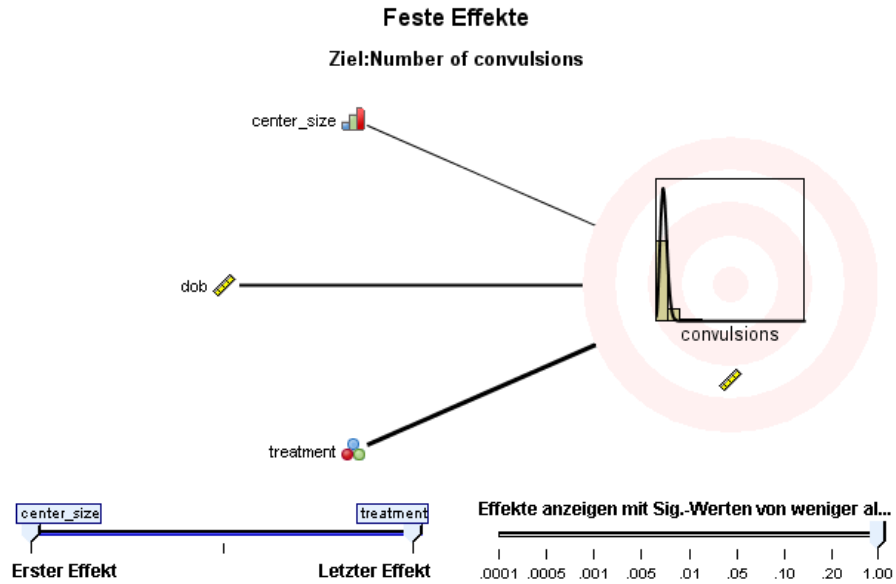 Feste Effekte
Ziel:Number of convulsions
center_size
dob
convulsions
treatment
center_size
treatment
Erster Effekt
Letzter Effekt
Effekte anzeigen mit Sig.-Werten von weniger al...
.0001 .0005 .001 .005 .01 .05 .10 .20 1.00